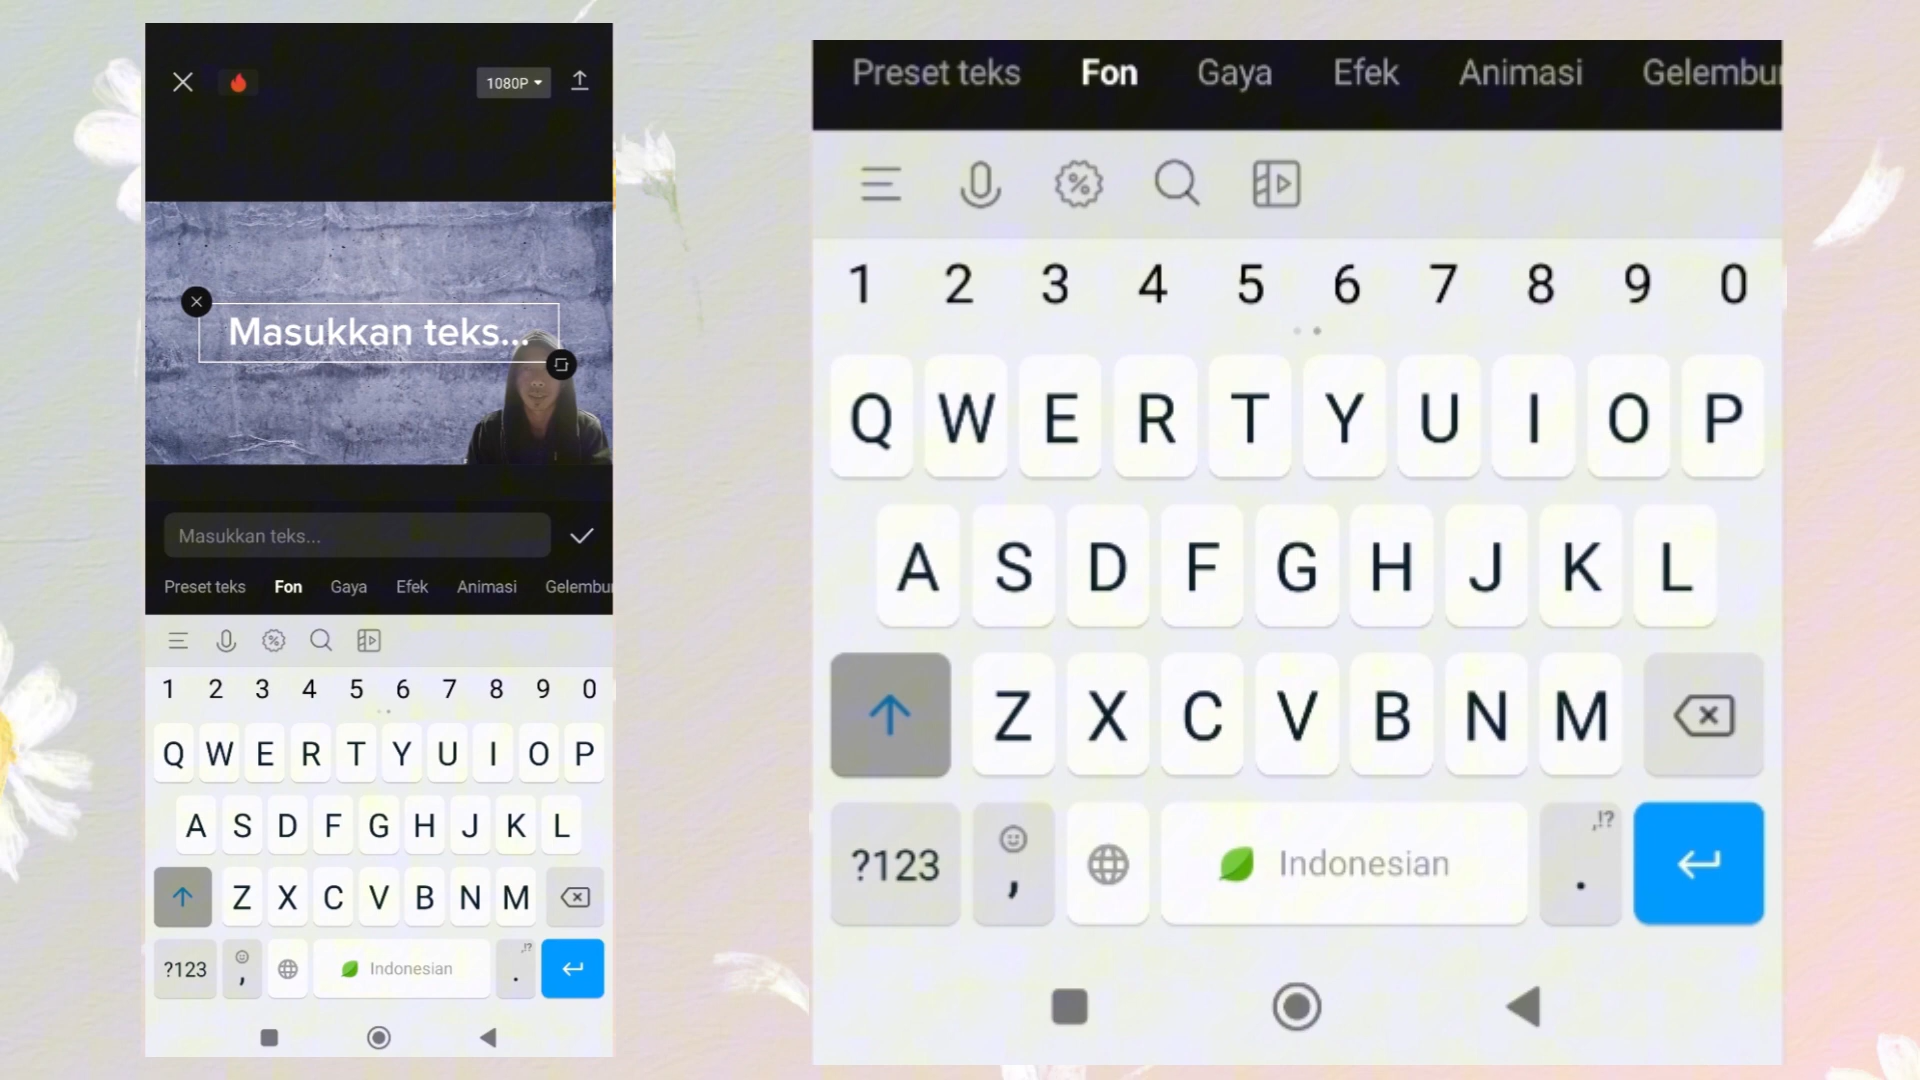 1080P
Masukkan teks...
Masukkan teks...
Preset teks Fon Gaya Efek Animasi Gelembu
1 2 3 4 5 6 7 8 9 0
Q W E R T Y U I O P
A S D F G H J K L
Z X C V B N M
?123 , Indonesian . ,!?
Preset teks Fon Gaya Efek Animasi Gelembu
1 2 3 4 5 6 7 8 9 0
Q W E R T Y U I O P
A S D F G H J K L
Z X C V B N M
?123 , Indonesian . ,!?